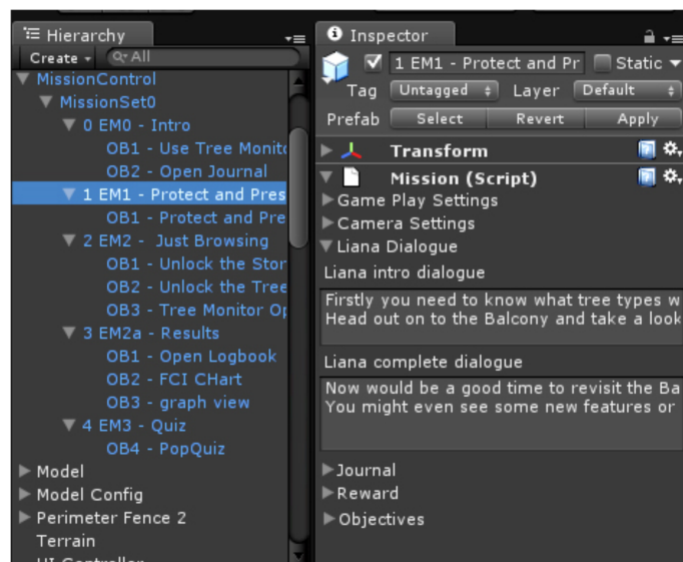 Hierarchy
Create
All
MissionControl
MissionSet0
0 EM0 - Intro
OB1 - Use Tree Monito
OB2 - Open Journal
1 EM1 - Protect and Pres
OB1 - Protect and Pre
2 EM2 -  Just Browsing
OB1 - Unlock the Stor
OB2 - Unlock the Tree
OB3 - Tree Monitor Op
3 EM2a - Results
OB1 - Open Logbook
OB2 - FCI CHart
OB3 - graph view
4 EM3 - Quiz
OB4 - PopQuiz
Model
Model Config
Perimeter Fence 2
Terrain
UI Controller
Inspector
1 EM1 - Protect and Pr
Static
Tag Untagged Layer Default
Prefab Select Revert Apply
Transform
Mission (Script)
Game Play Settings
Camera Settings
Liana Dialogue
Liana intro dialogue
Firstly you need to know what tree types w
Head out on to the Balcony and take a look
Liana complete dialogue
Now would be a good time to revisit the Ba
You might even see some new features or
Journal
Reward
Objectives